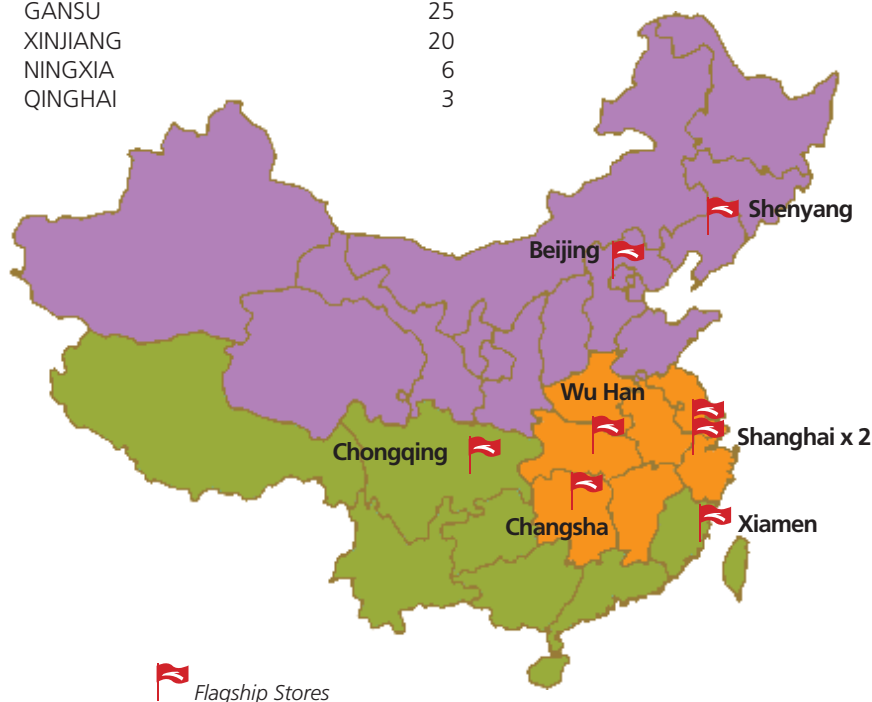 GANSU 25
XINJIANG 20
NINGXIA 6
QINGHAI 3
Shenyang
Beijing
Wu Han
Shanghai x 2
Chongqing
Changsha
Xiamen
Flagship Stores